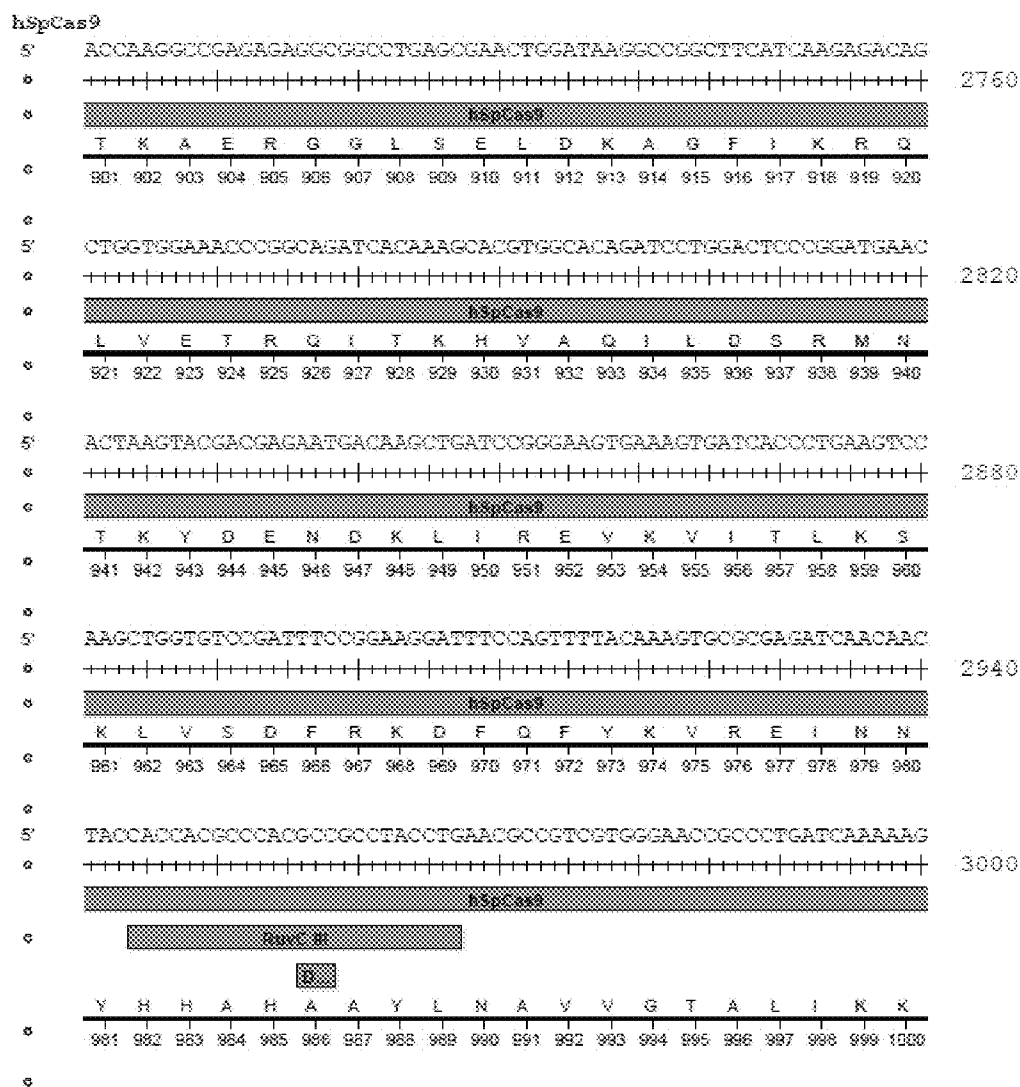 hSpCas9
5' ACCAAGGCCGAGAGAGGCGGCCTGAGCGAACTGGATAAGGCCGGCTTCATCAAGAGACAG
2760
hSpCas9
T K A E R G G L S E L D K A G F I K R Q
901 902 903 904 905 906 907 908 909 910 911 912 913 914 915 916 917 918 919 920
5' CTGGTGGAAACCCGGCAGATCACAAAGCACGTGGCACAGATCCTGGACTCCCGGATGAAC
2820
hSpCas9
L V E T R Q I T K H V A Q I L D S R M N
921 922 923 924 925 926 927 928 929 930 931 932 933 934 935 936 937 938 939 940
5' ACTAAGTACGACGAGAATGACAAGCTGATCCGGGAAGTGAAAGTGATCACCCTGAAGTCC
2880
hSpCas9
T K Y D E N D K L I R E V K V I T L K S
941 942 943 944 945 946 947 948 949 950 951 952 953 954 955 956 957 958 959 960
5' AAGCTGGTGTCCGATTTCCGGAAGGATTTCCAGTTTTACAAAGTGCGCGAGATCAACAAC
2940
hSpCas9
K L V S D F R K D F Q F Y K V R E I N N
961 962 963 964 965 966 967 968 969 970 971 972 973 974 975 976 977 978 979 980
5' TACCACCACGCCCACGCCGCCTACCTGAACGCCGTCGTGGGAACCGCCCTGATCAAAAAG
3000
hSpCas9
RuvC III
D
Y H H A H A A Y L N A V V G T A L I K K
981 982 983 984 985 986 987 988 989 990 991 992 993 994 995 996 997 998 999 1000